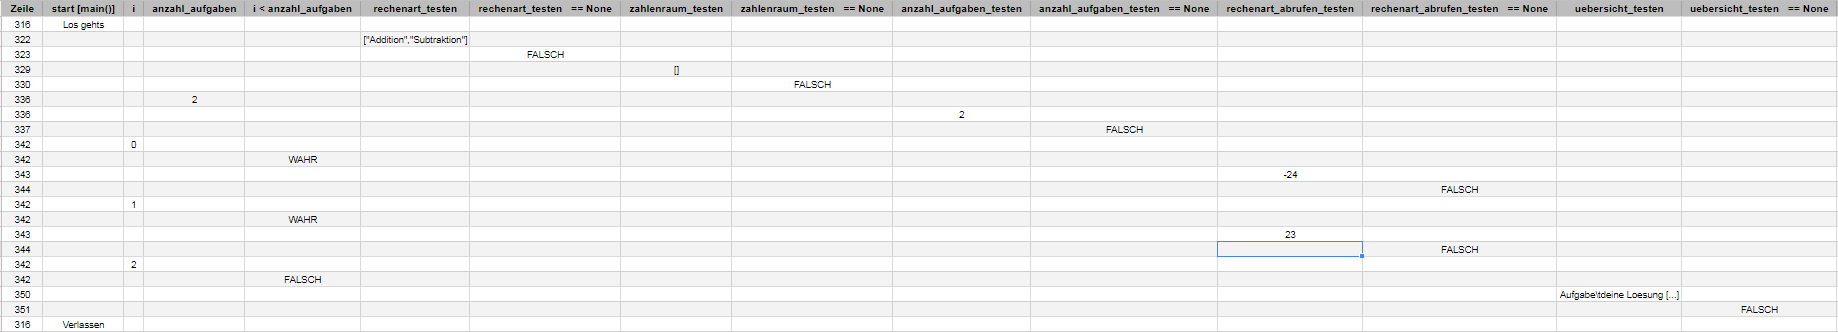 Zeile start [main()] i anzahl_aufgaben i < anzahl_aufgaben rechenart_testen rechenart_testen == None zahlenraum_testen zahlenraum_testen == None anzahl_aufgaben_testen anzahl_aufgaben_testen == None rechenart_abrufen_testen rechenart_abrufen_testen == None uebersicht_testen uebersicht_testen == None
316 Los gehts
322 ["Addition","Subtraktion"]
323 FALSCH
329 []
330 FALSCH
336 2
336 2
337 FALSCH
342 0
342 WAHR
343 -24
344 FALSCH
342 1
342 WAHR
343 23
344 FALSCH
342 2
342 FALSCH
350 Aufgabe\tdeine Loesung [...]
351 FALSCH
316 Verlassen